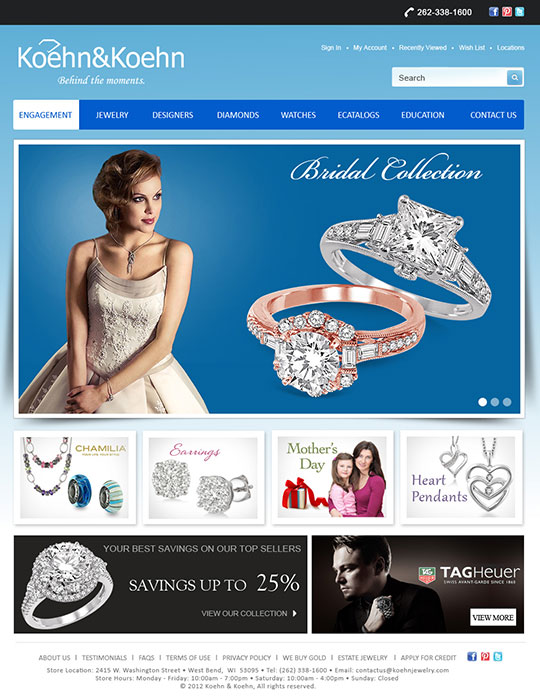 262-338-1600
Koehn&Koehn
Behind the moments.
Sign In • My Account • Recently Viewed • Wish List • Locations
Search
ENGAGEMENT JEWELRY DESIGNERS DIAMONDS WATCHES ECATALOGS EDUCATION CONTACT US
Bridal Collection
CHAMILIA
Earrings
Mother's
Day
Heart
Pendants
YOUR BEST SAVINGS ON OUR TOP SELLERS
SAVINGS UP TO 25%
VIEW OUR COLLECTION
TAGHeuer
SWISS AVANT-GARDE SINCE 1860
VIEW MORE
ABOUT US | TESTIMONIALS | FAQS | TERMS OF USE | PRIVACY POLICY | WE BUY GOLD | ESTATE JEWELRY | APPLY FOR CREDIT
Store Location: 2415 W. Washington Street • West Bend, WI 53095 • Tel: (262) 338-1600 • Email: contactus@koehnjewelry.com
Store Hours: Monday - Friday: 10:00am - 7:00pm • Saturday: 10:00am - 4:00pm • Sunday: Closed
© 2012 Koehn & Koehn, All rights reserved.